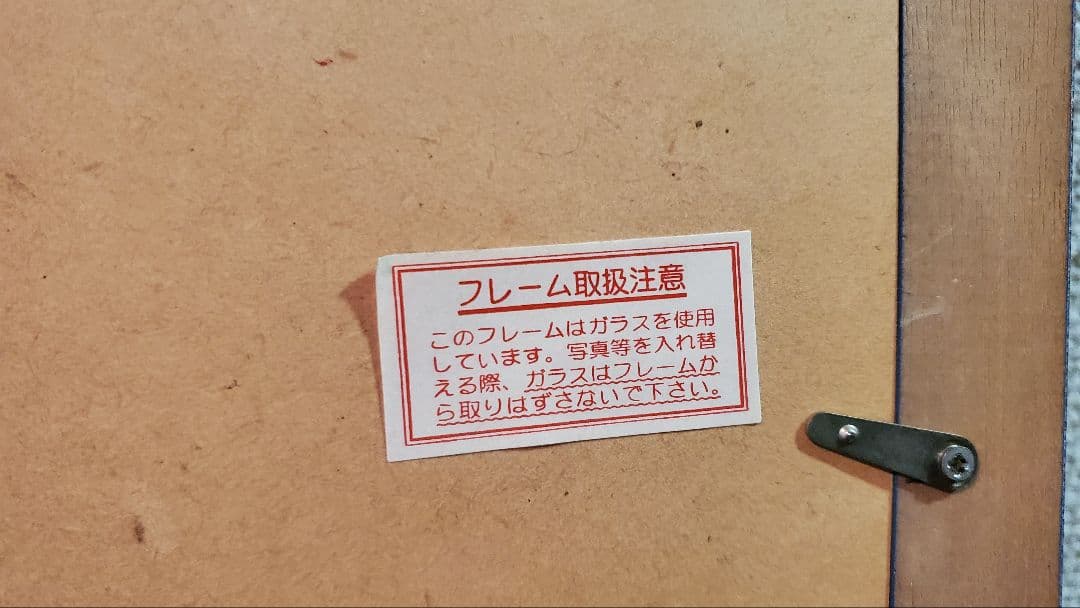 フレーム取扱注意
このフレームはガラスを使用
しています。写真等を入れ替
える際、ガラスはフレームか
ら取りはずさないで下さい。